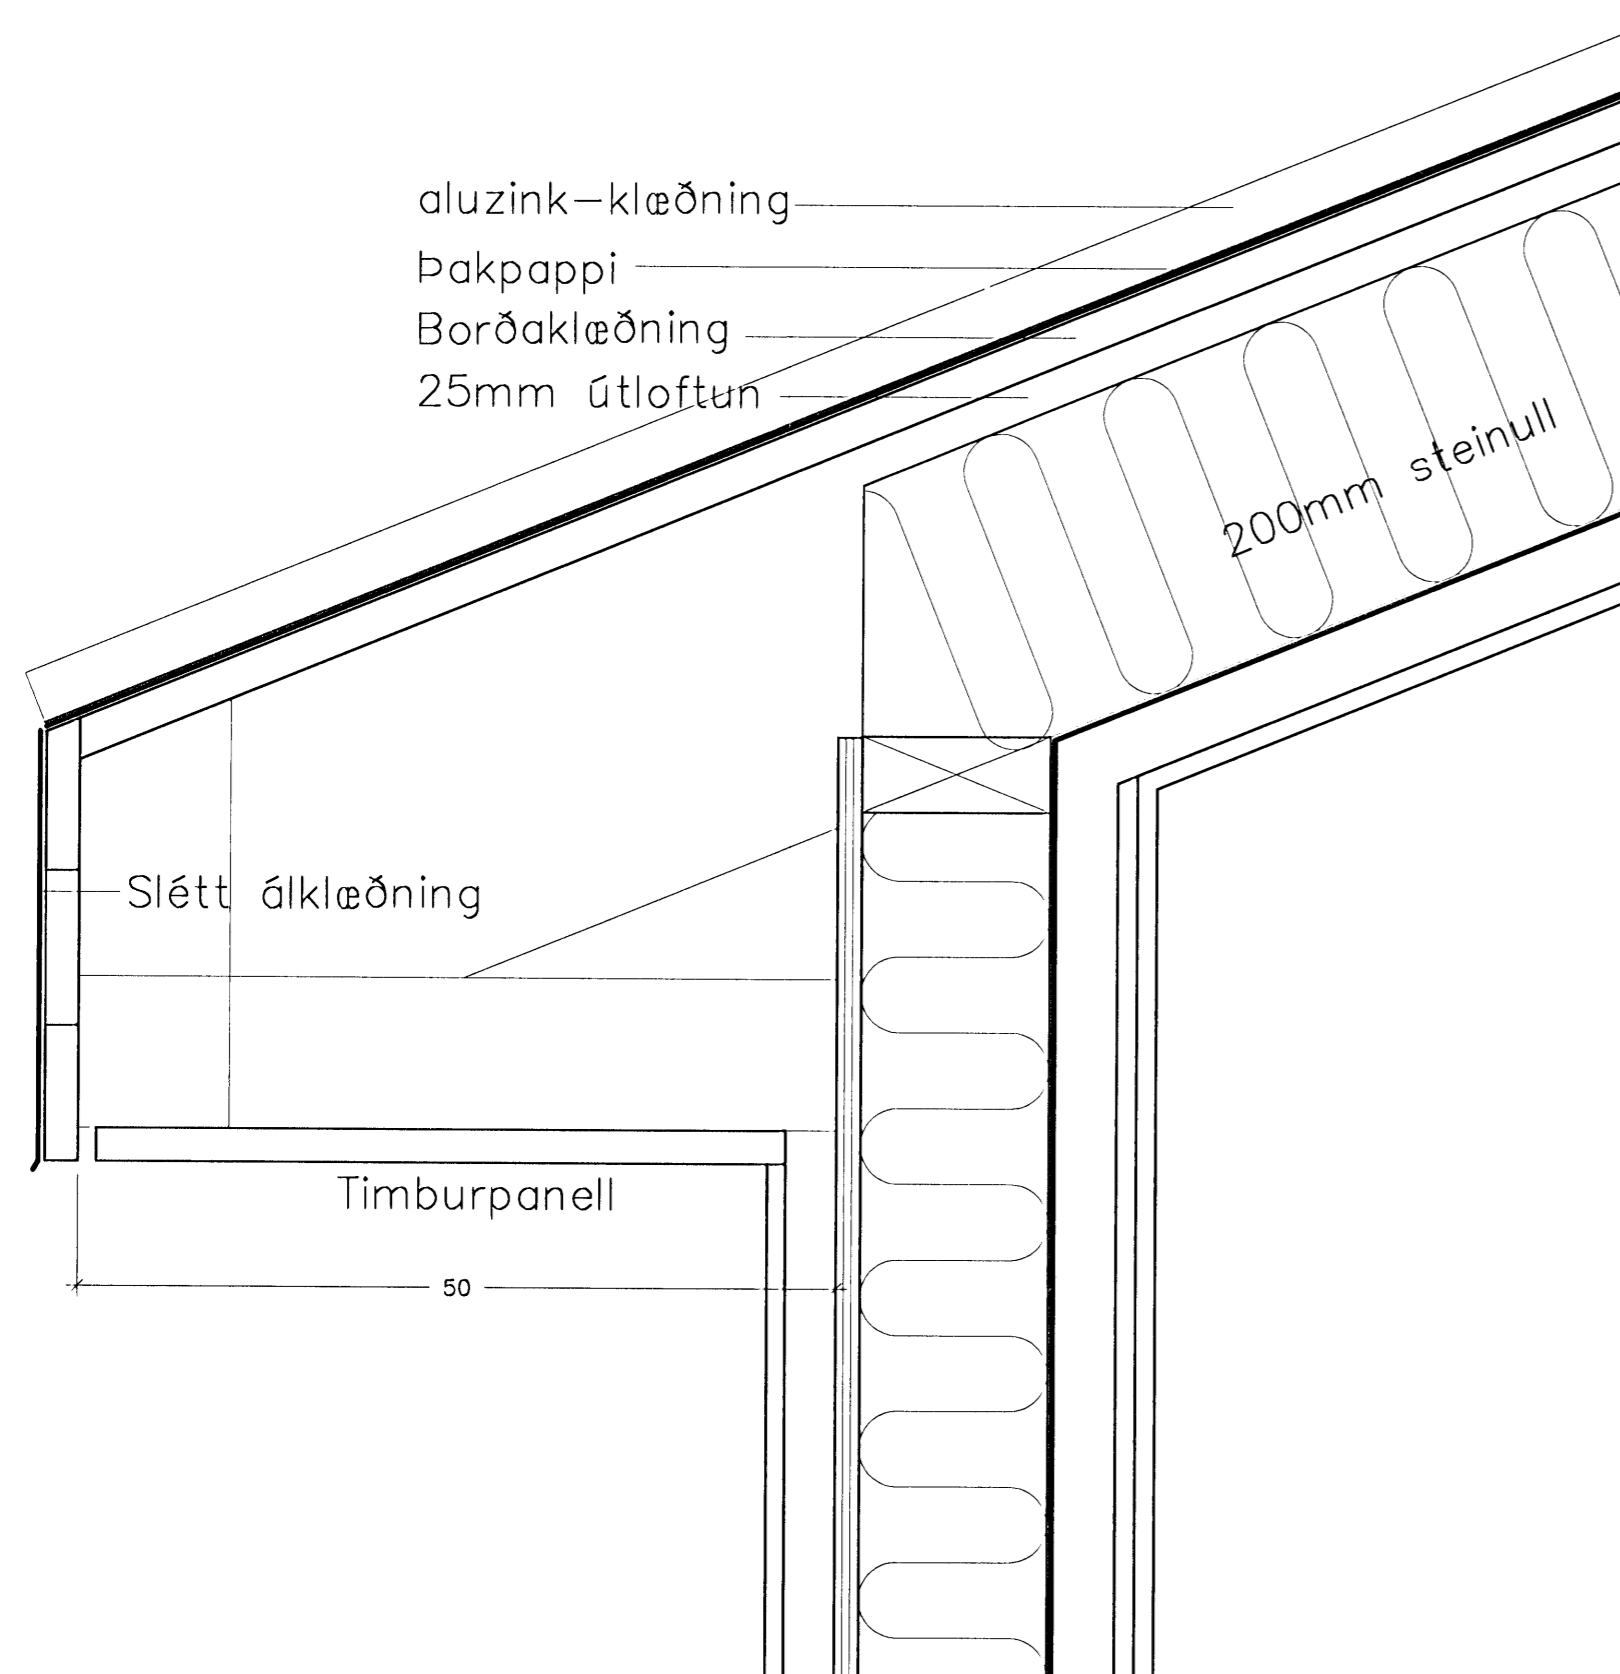 aluzink-klæðning
Þakpappi
Borðaklæðning
25mm útloftun
200mm steinull
Slétt álklæðning
Timburpanell
50